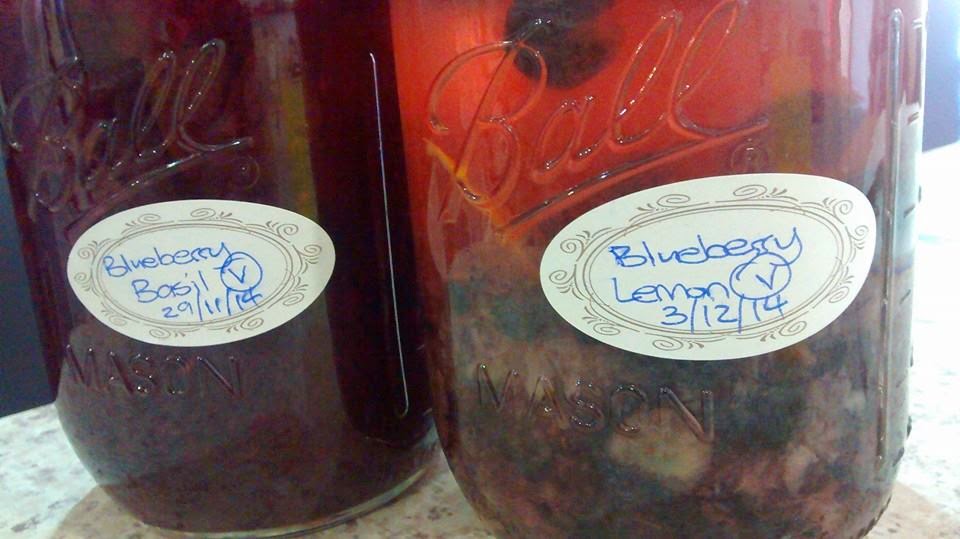 Ball
®
Blueberry
Basil V
29/11/14
MASON
Ball
®
Blueberry
Lemon V
3/12/14
MASON